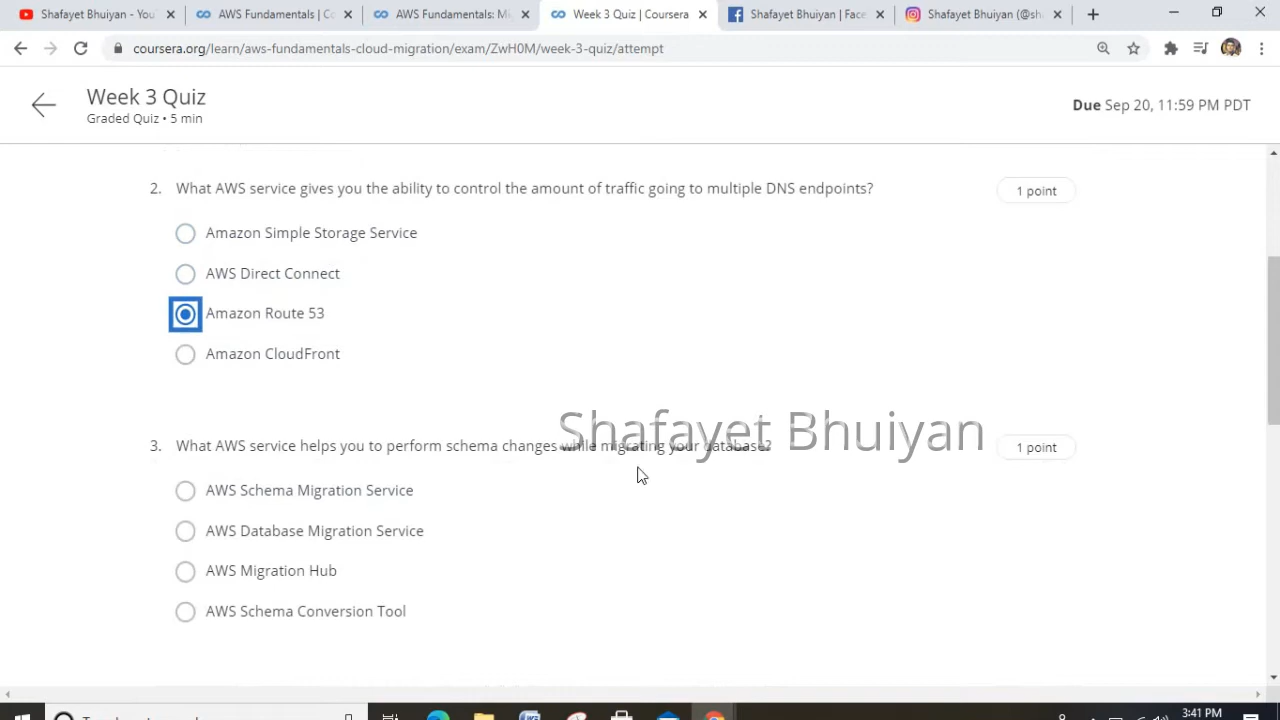 Shafayet Bhuiyan - You
AWS Fundamentals | Co
AWS Fundamentals: Mi
Week 3 Quiz | Coursera
Shafayet Bhuiyan | Face
Shafayet Bhuiyan (@sh
coursera.org/learn/aws-fundamentals-cloud-migration/exam/ZwH0M/week-3-quiz/attempt
Week 3 Quiz
Graded Quiz • 5 min
Due Sep 20, 11:59 PM PDT
2. What AWS service gives you the ability to control the amount of traffic going to multiple DNS endpoints?
1 point
Amazon Simple Storage Service
AWS Direct Connect
Amazon Route 53
Amazon CloudFront
Shafayet Bhuiyan
3. What AWS service helps you to perform schema changes while migrating your database?
1 point
AWS Schema Migration Service
AWS Database Migration Service
AWS Migration Hub
AWS Schema Conversion Tool
3:41 PM